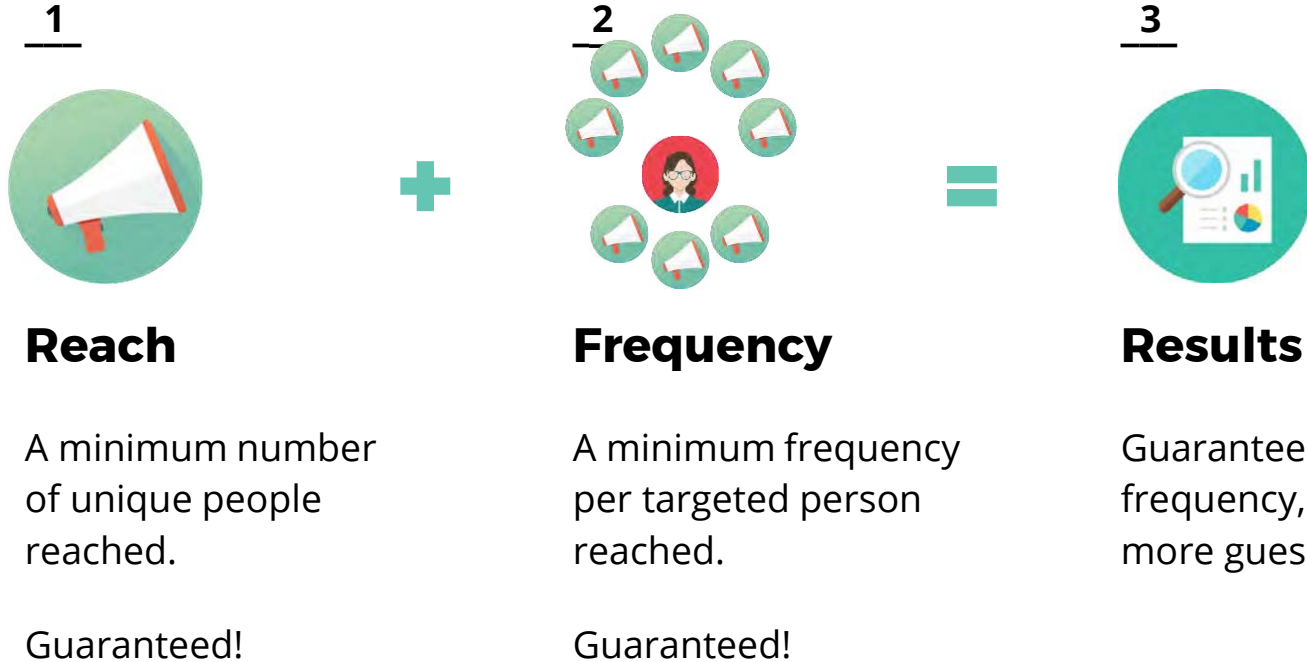 1
Reach
A minimum number
of unique people
reached.
Guaranteed!
2
Frequency
A minimum frequency
per targeted person
reached.
Guaranteed!
3
Results
Guarantee
frequency,
more